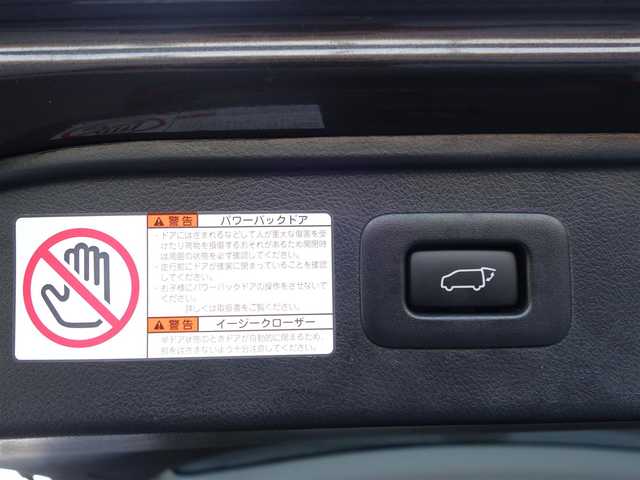 警告 パワーバックドア
・ドアにはさまれるなどして人が重大な傷害を受
けたり荷物を損傷するおそれがあるため開閉時
は周囲の状態を必ず確認してください。
・走行前にドアが確実に閉まっていることを確認
してください。
・お子様にパワーバックドアの操作をさせないで
ください。
詳しくは取扱書をご覧ください。
警告 イージークローザー
半ドア状態のときドアが自動的に閉まるため、
指をはさまないよう十分注意してください。